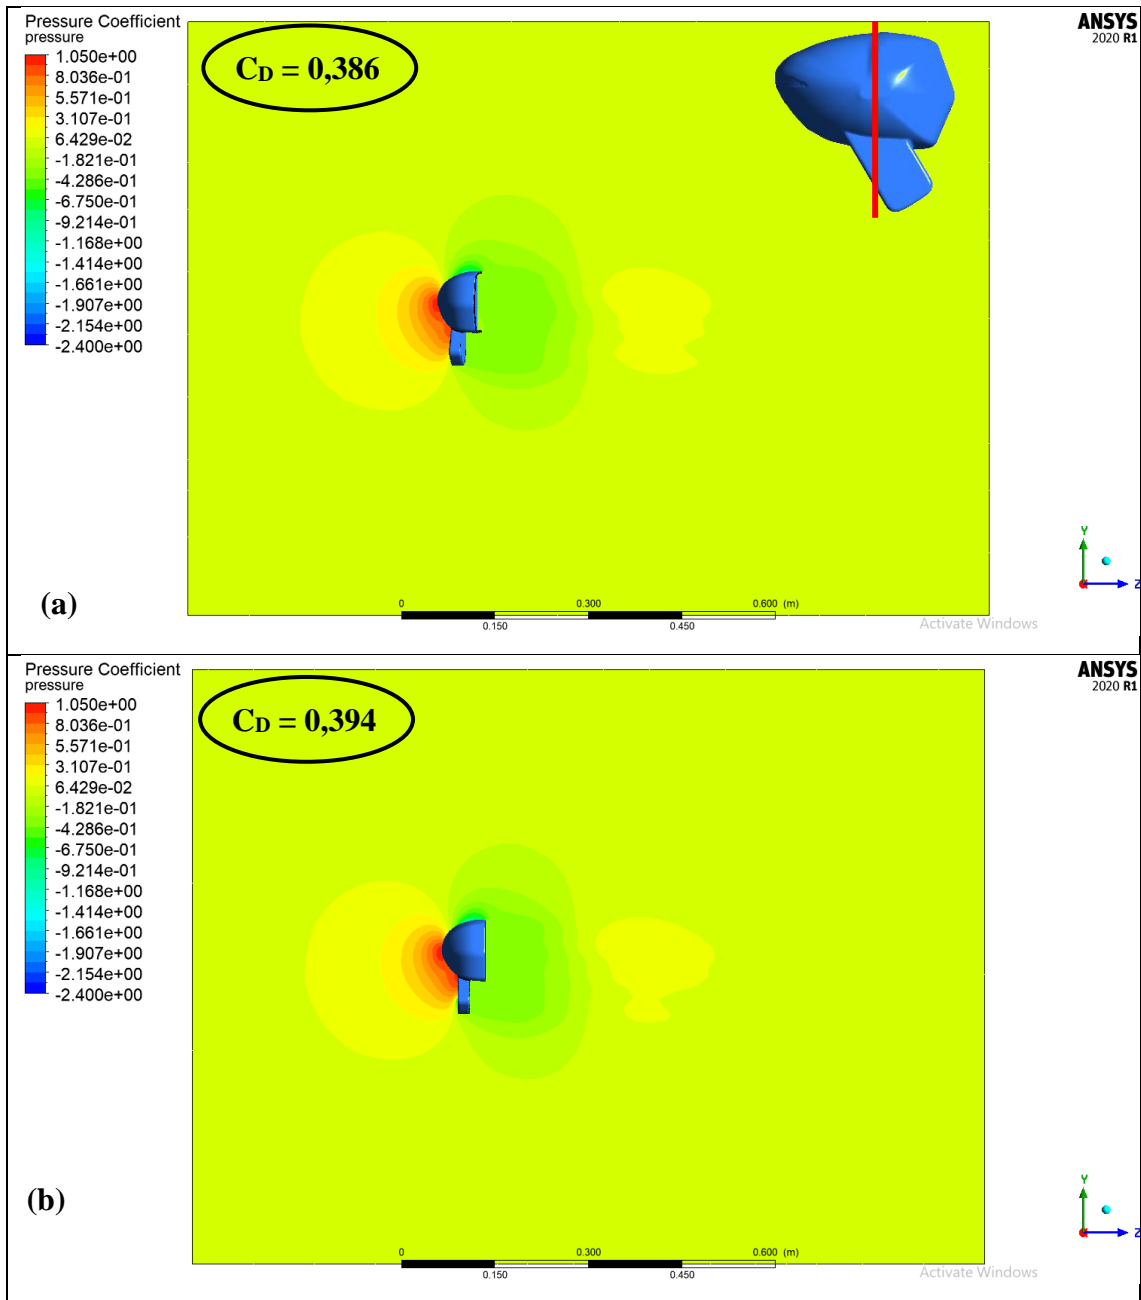 Pressure Coefficient
pressure
1.050e+00
8.036e-01
5.571e-01
3.107e-01
6.429e-02
-1.821e-01
-4.286e-01
-6.750e-01
-9.214e-01
-1.168e+00
-1.414e+00
-1.661e+00
-1.907e+00
-2.154e+00
-2.400e+00
CD = 0,386
ANSYS
2020 R1
Y
Z
(a)
0 0.300 0.600 (m)
0.150 0.450
Activate Windows
Pressure Coefficient
pressure
1.050e+00
8.036e-01
5.571e-01
3.107e-01
6.429e-02
-1.821e-01
-4.286e-01
-6.750e-01
-9.214e-01
-1.168e+00
-1.414e+00
-1.661e+00
-1.907e+00
-2.154e+00
-2.400e+00
CD = 0,394
ANSYS
2020 R1
Y
Z
(b)
0 0.300 0.600 (m)
0.150 0.450
Activate Windows